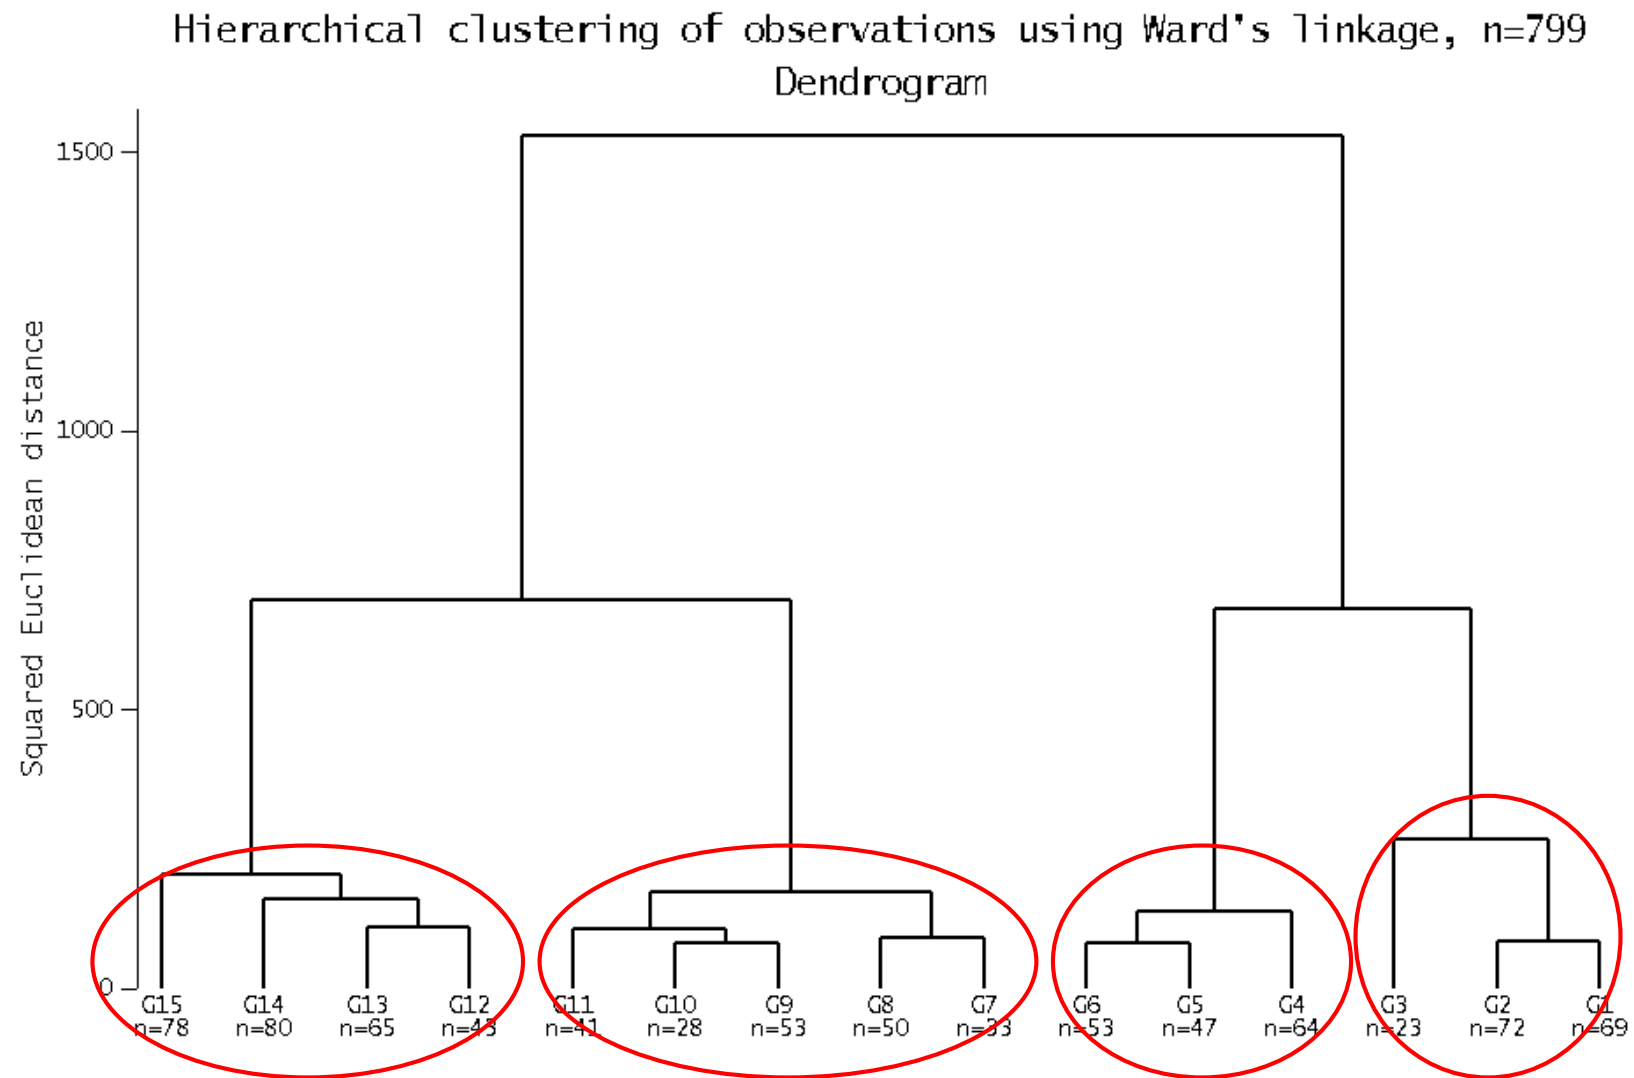 Hierarchical clustering of observations using Ward's linkage, n=799
Dendrogram
Squared Euclidean distance
1500
1000
500
0
G15 G14 G13 G12 G11 G10 G9 G8 G7 G6 G5 G4 G3 G2 G1
n=78 n=80 n=65 n=43 n=41 n=28 n=53 n=50 n=33 n=53 n=47 n=64 n=23 n=72 n=69